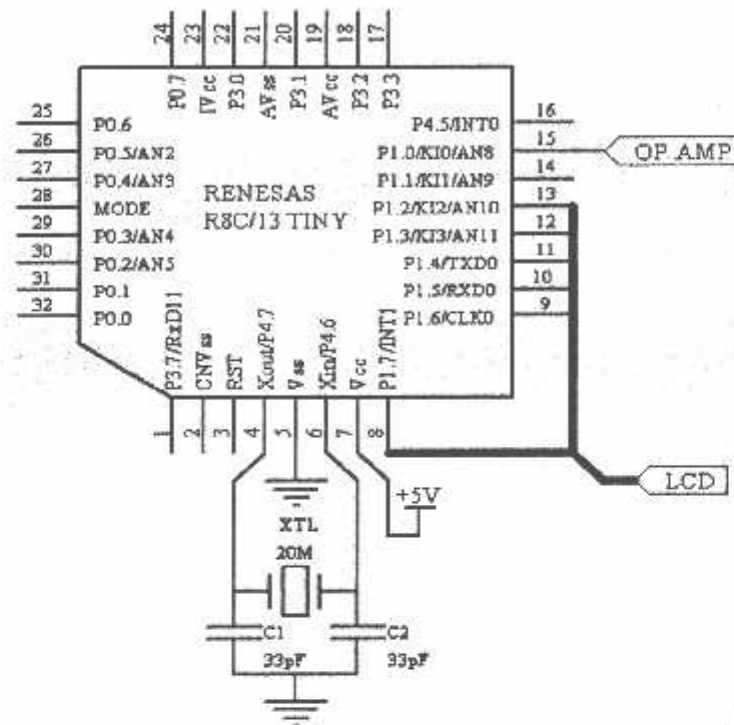 24 23 22 21 20 19 18 17
P0.7 IVcc P3.0 AVss P3.1 AVcc P3.2 P3.3
25 P0.6
26 P0.5/AN2
27 P0.4/AN3
28 MODE
29 P0.3/AN4
30 P0.2/AN5
31 P0.1
32 P0.0
RENESAS
R8C/13 TINY
P4.5/INT0 16
P1.0/KI0/AN8 15 OP AMP
P1.1/KI1/AN9 14
P1.2/KI2/AN10 13
P1.3/KI3/AN11 12
P1.4/TXD0 11
P1.5/RXD0 10
P1.6/CLK0 9
P3.7/RxD11 CNVss RST Xout/P4.7 Vss Xin/P4.6 Vcc P1.7/INT1
1 2 3 4 5 6 7 8
LCD
+5V
XTL
20M
C1 C2
33pF 33pF